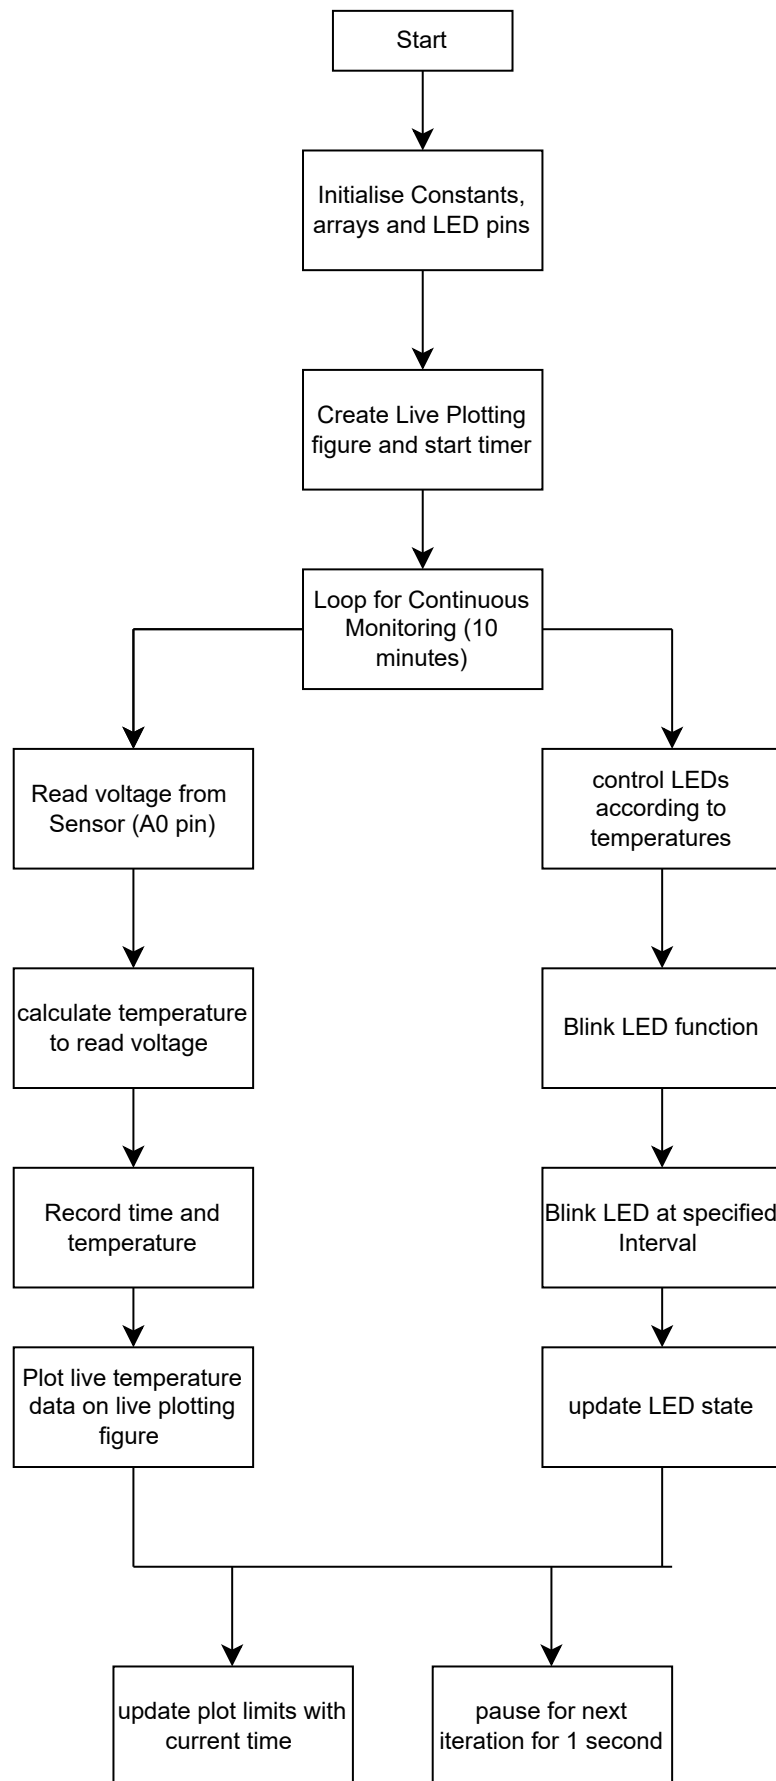 Start
Initialise Constants,
arrays and LED pins
Create Live Plotting
figure and start timer
Loop for Continuous
Monitoring (10
minutes)
Read voltage from
Sensor (A0 pin)
control LEDs
according to
temperatures
calculate temperature
to read voltage
Blink LED function
Record time and
temperature
Blink LED at specified
Interval
Plot live temperature
data on live plotting
figure
update LED state
update plot limits with
current time
pause for next
iteration for 1 second